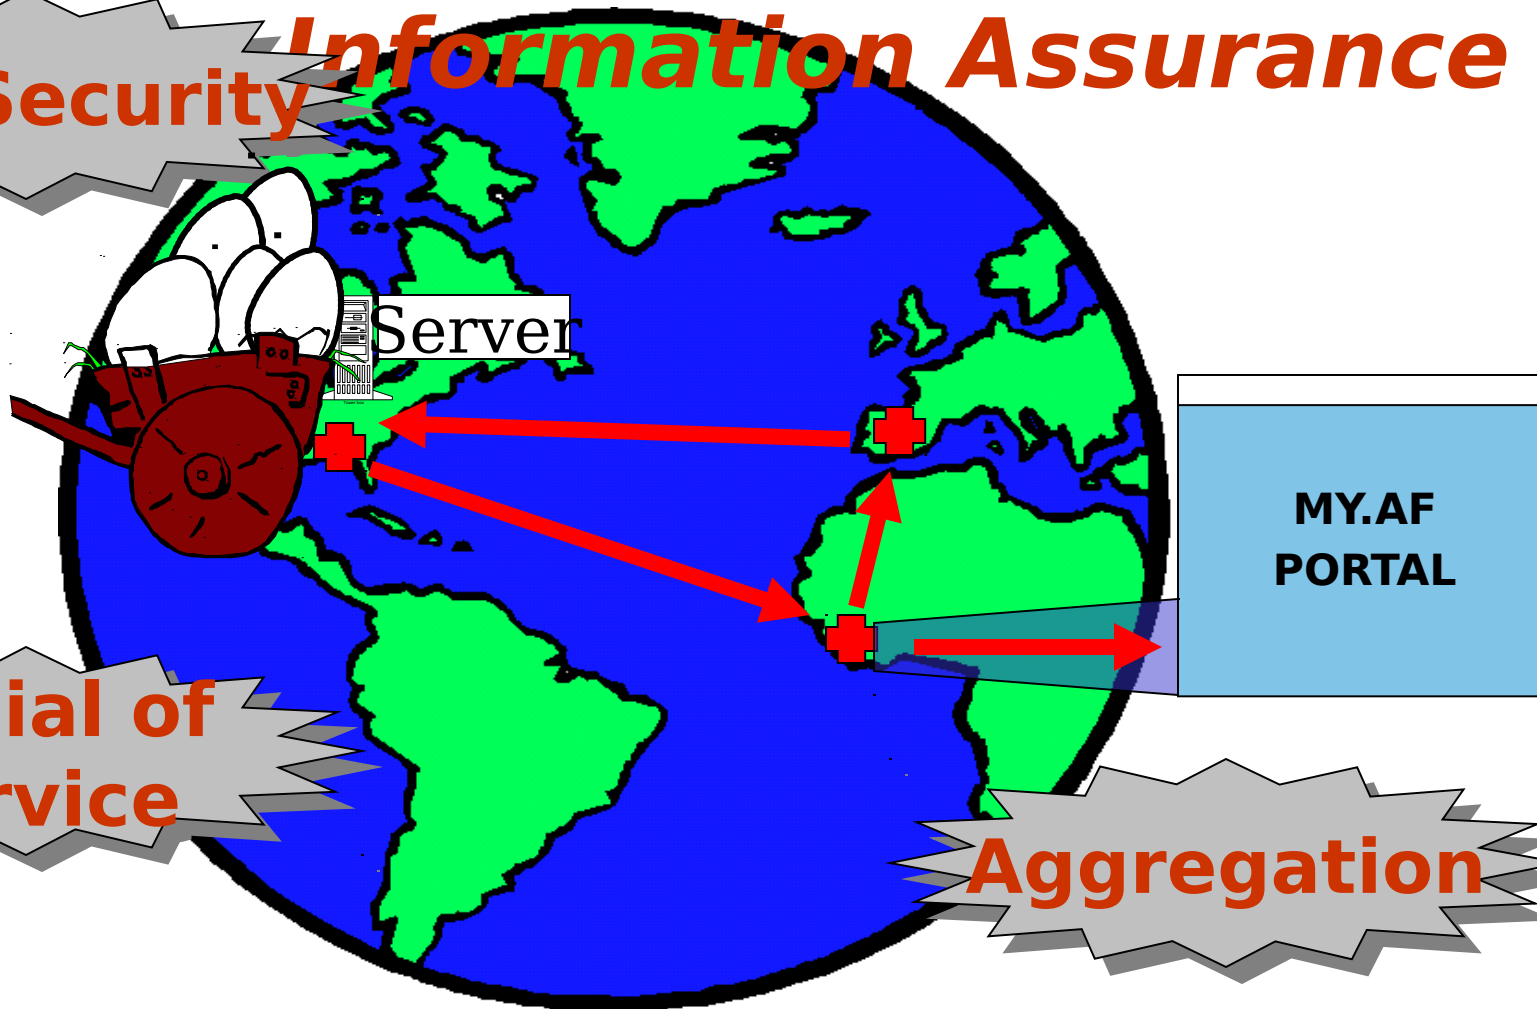 Information Assurance
Security
Server
MY.AF
PORTAL
ial of
rvice
Aggregation